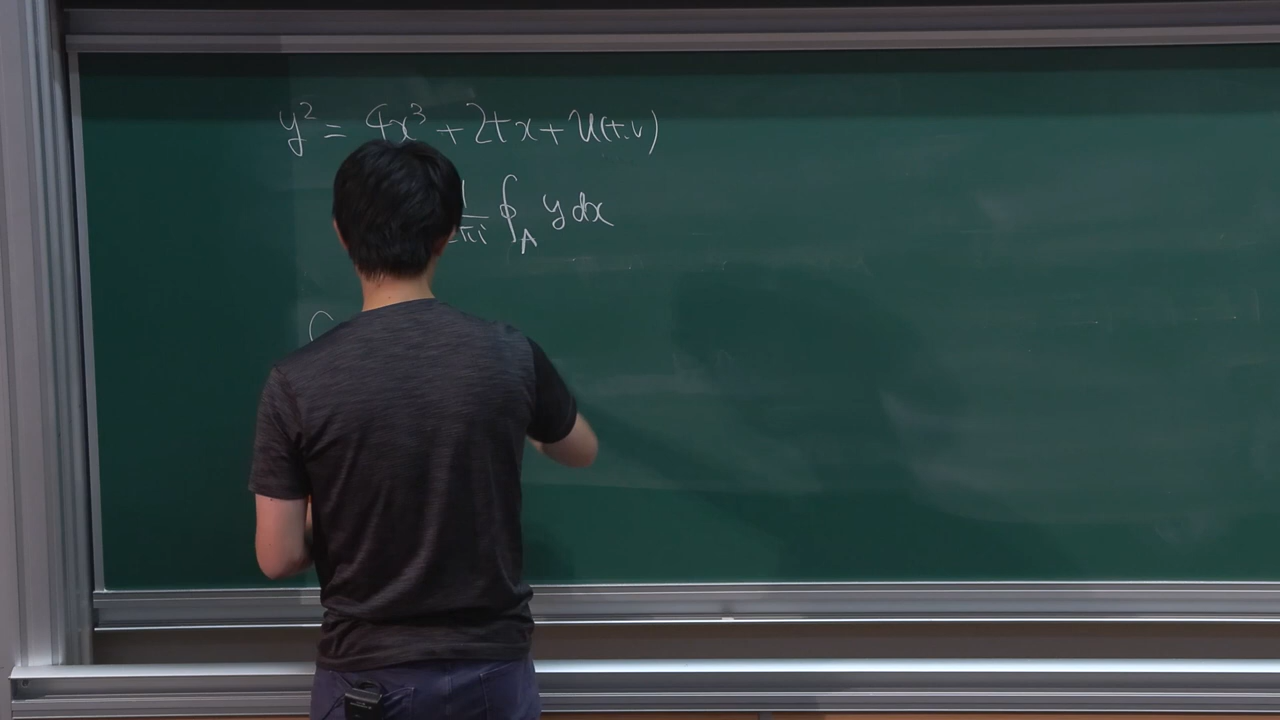 y² = 4x³ + 2tx + u(t,v)
∮_A y dx